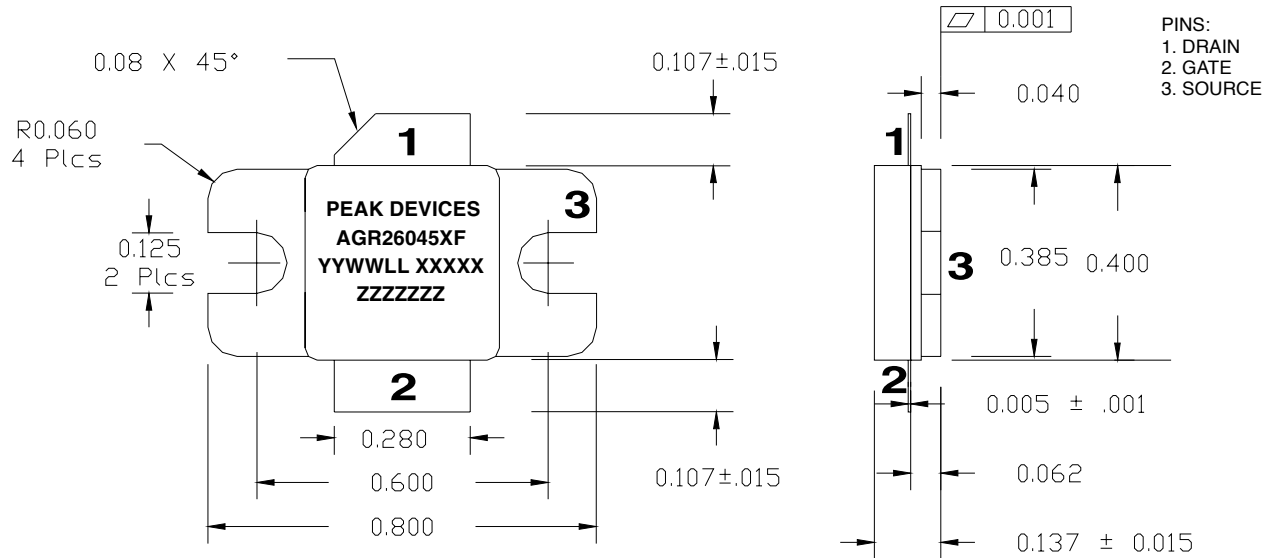 0.08 X 45°
R0.060
4 Plcs
0.125
2 Plcs
1
3
PEAK DEVICES
AGR26045XF
YYWWLL XXXXX
ZZZZZZZ
2
0.280
0.600
0.800
0.107±.015
0.107±.015
0.001
0.040
PINS:
1. DRAIN
2. GATE
3. SOURCE
1
3
2
0.385
0.400
0.005 ± .001
0.062
0.137 ± 0.015